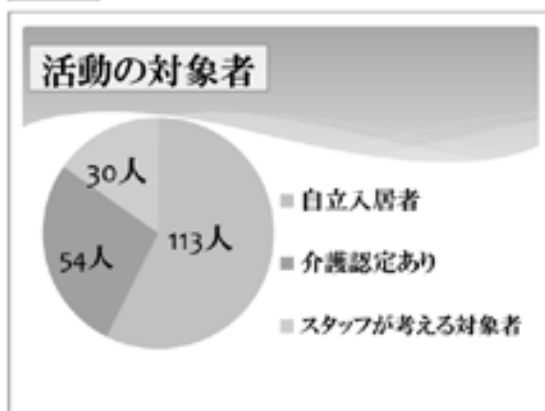 活動の対象者
30人
113人
54人
自立入居者
介護認定あり
スタッフが考える対象者